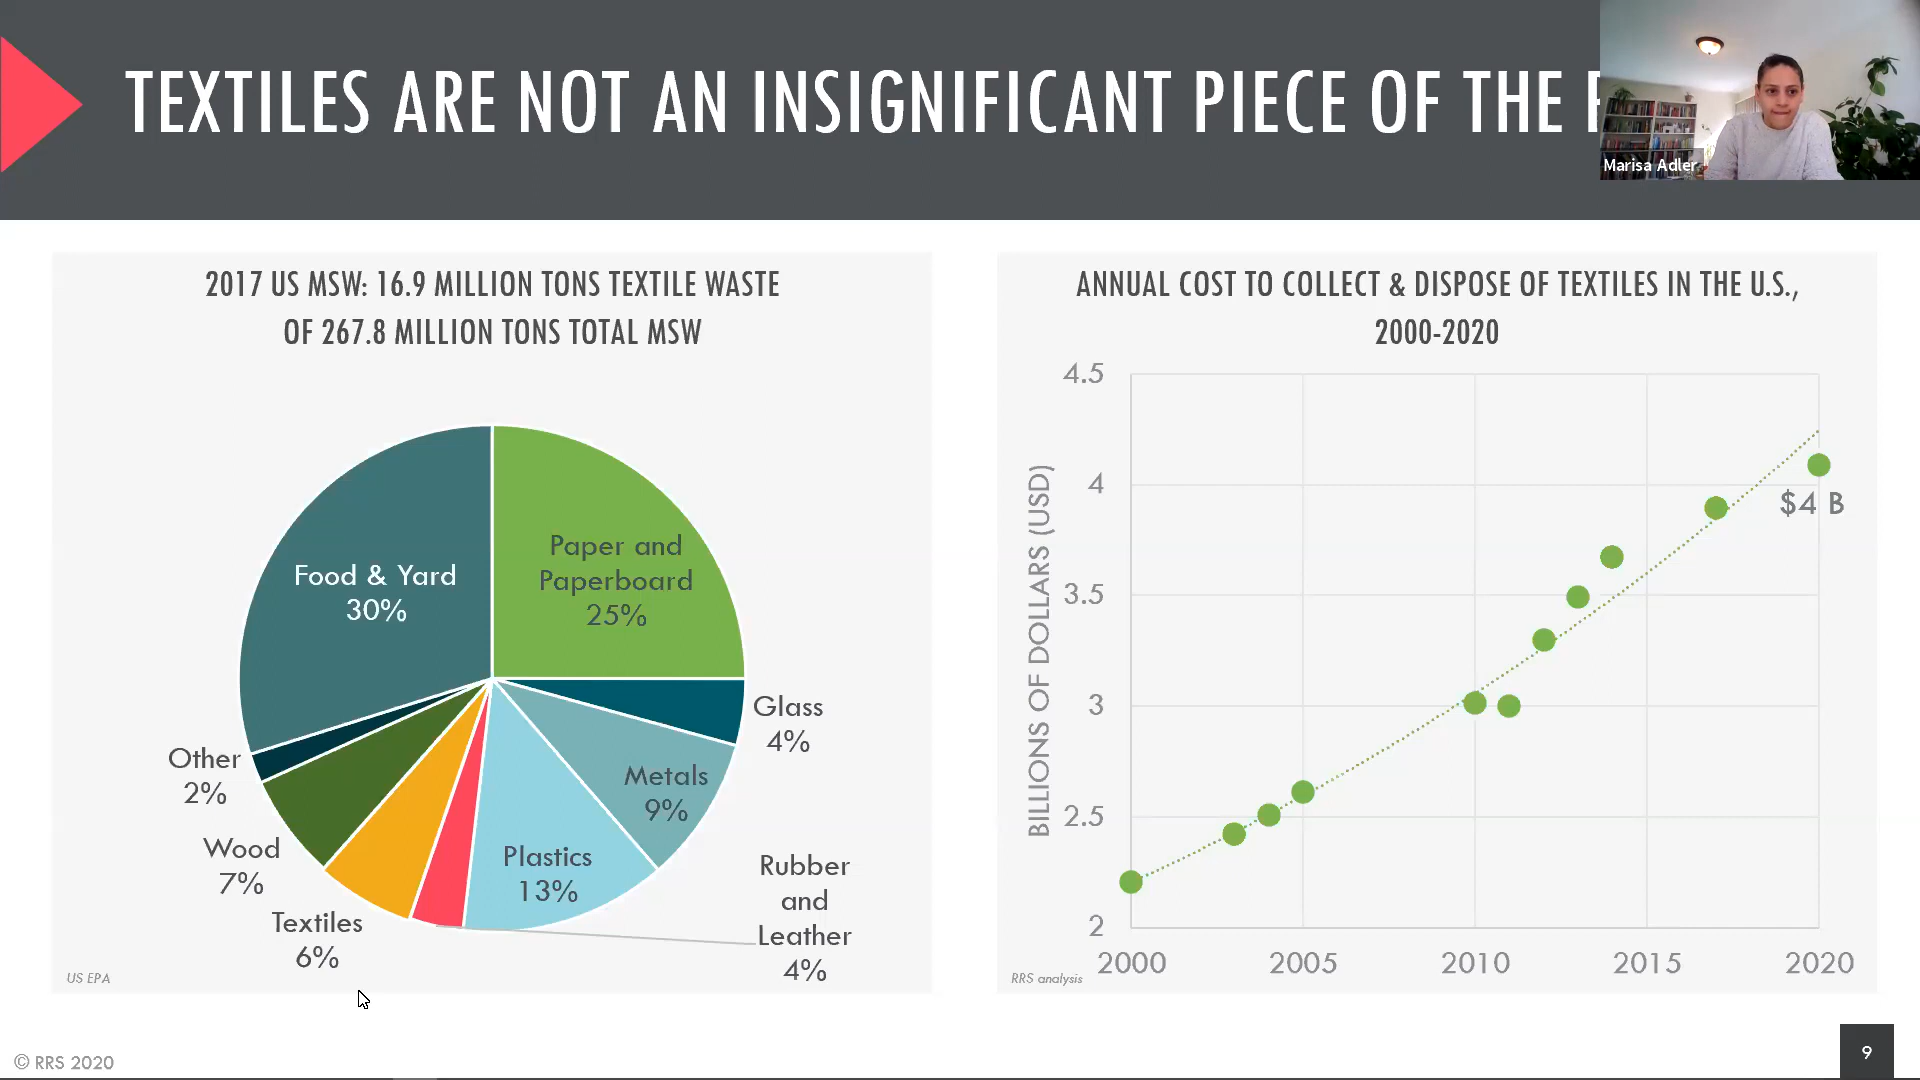 TEXTILES ARE NOT AN INSIGNIFICANT PIECE OF THE
Marisa Adler
2017 US MSW: 16.9 MILLION TONS TEXTILE WASTE
OF 267.8 MILLION TONS TOTAL MSW
Food & Yard
30%
Paper and
Paperboard
25%
Glass
4%
Metals
9%
Rubber
and
Leather
4%
Plastics
13%
Textiles
6%
Wood
7%
Other
2%
US EPA
ANNUAL COST TO COLLECT & DISPOSE OF TEXTILES IN THE U.S.,
2000-2020
BILLIONS OF DOLLARS (USD)
4.5
4
3.5
3
2.5
2
$4 B
2000 2005 2010 2015 2020
RRS analysis
© RRS 2020
9